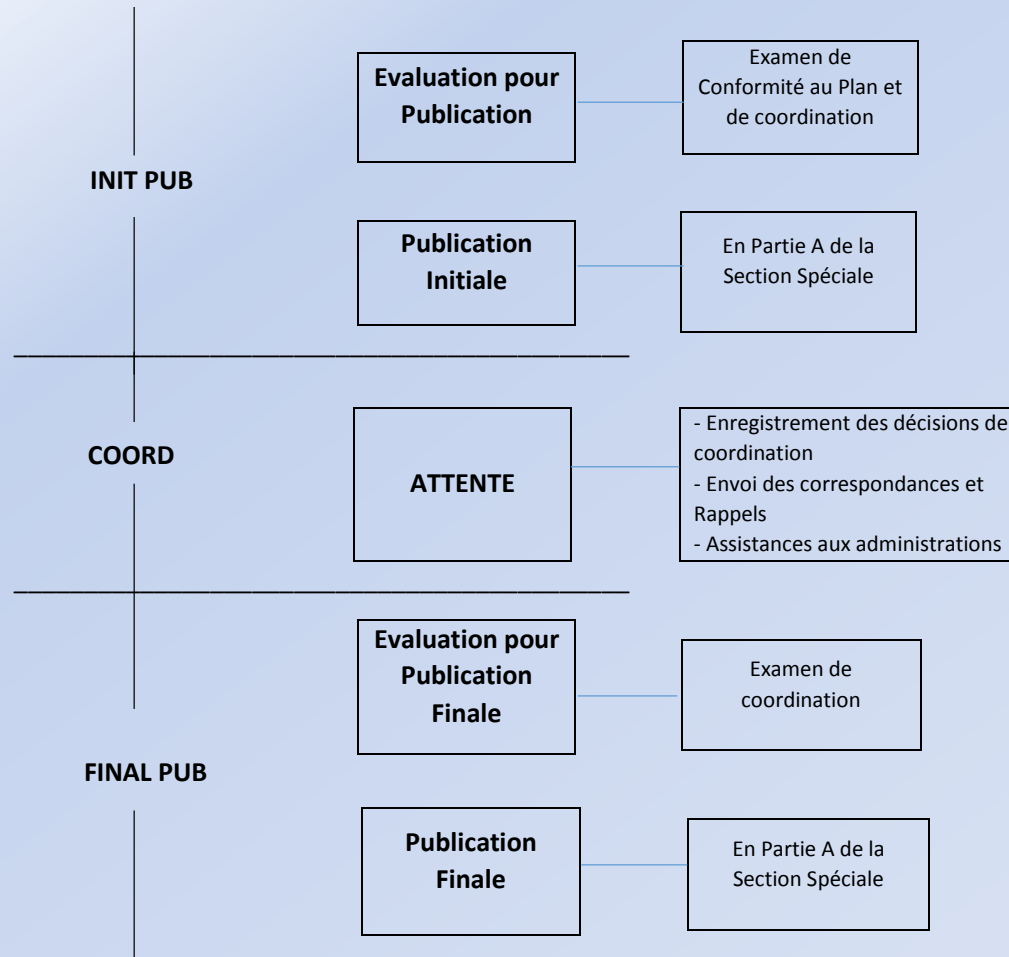 Evaluation pour
Publication
Examen de
Conformité au Plan et
de coordination
INIT PUB
Publication
Initiale
En Partie A de la
Section Spéciale
COORD
ATTENTE
- Enregistrement des décisions de
coordination
- Envoi des correspondances et
Rappels
- Assistances aux administrations
Evaluation pour
Publication
Finale
Examen de
coordination
FINAL PUB
Publication
Finale
En Partie A de la
Section Spéciale